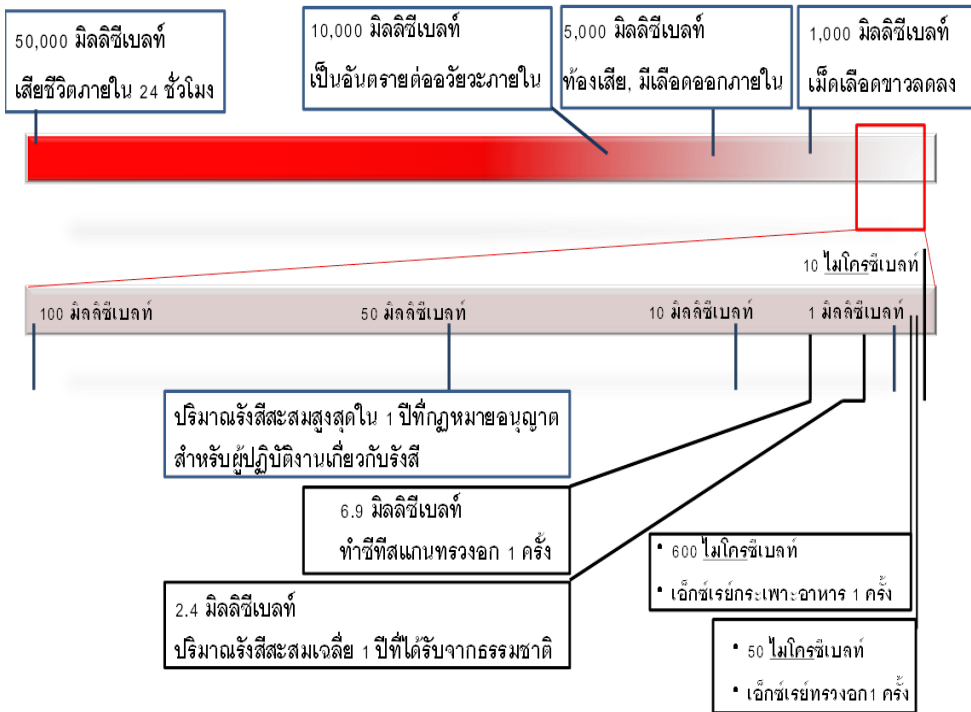 50,000 มิลลิซีเบลท์
เสียชีวิตภายใน 24 ชั่วโมง
10,000 มิลลิซีเบลท์
เป็นอันตรายต่ออวัยวะภายใน
5,000 มิลลิซีเบลท์
ท้องเสีย, มีเลือดออกภายใน
1,000 มิลลิซีเบลท์
เม็ดเลือดขาวลดลง
10 ไมโครซีเบลท์
100 มิลลิซีเบลท์
50 มิลลิซีเบลท์
10 มิลลิซีเบลท์
1 มิลลิซีเบลท์
ปริมาณรังสีสะสมสูงสุดใน 1 ปีที่กฏหมายอนุญาต
สำหรับผู้ปฏิบัติงานเกี่ยวกับรังสี
6.9 มิลลิซีเบลท์
ทำซีทีสแกนทรวงอก 1 ครั้ง
2.4 มิลลิซีเบลท์
ปริมาณรังสีสะสมเฉลี่ย 1 ปีที่ได้รับจากธรรมชาติ
• 600 ไมโครซีเบลท์
• เอ็กซ์เรย์กระเพาะอาหาร 1 ครั้ง
• 50 ไมโครซีเบลท์
• เอ็กซ์เรย์ทรวงอก1 ครั้ง